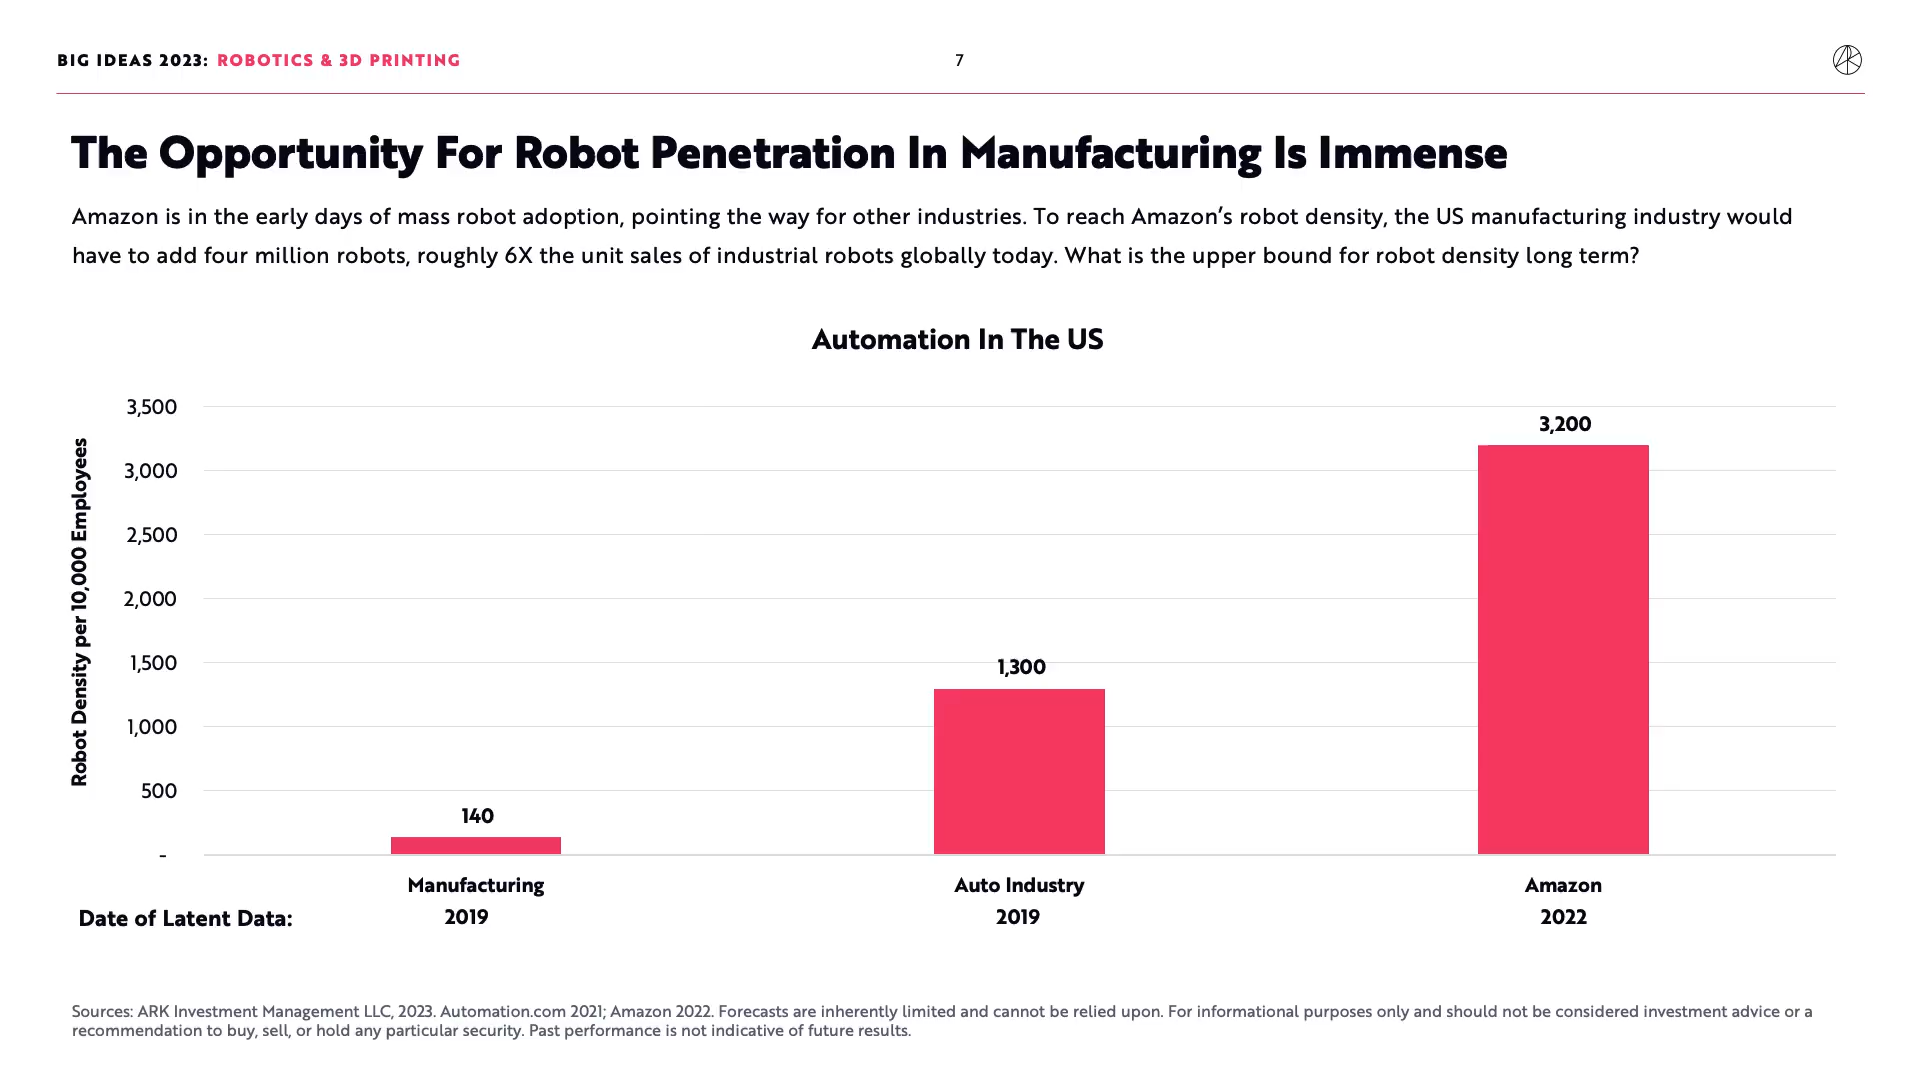 BIG IDEAS 2023: ROBOTICS & 3D PRINTING
7
The Opportunity For Robot Penetration In Manufacturing Is Immense
Amazon is in the early days of mass robot adoption, pointing the way for other industries. To reach Amazon’s robot density, the US manufacturing industry would
have to add four million robots, roughly 6X the unit sales of industrial robots globally today. What is the upper bound for robot density long term?
Automation In The US
Robot Density per 10,000 Employees
3,500
3,000
2,500
2,000
1,500
1,000
500
-
140
1,300
3,200
Manufacturing
Auto Industry
Amazon
Date of Latent Data:
2019
2019
2022
Sources: ARK Investment Management LLC, 2023. Automation.com 2021; Amazon 2022. Forecasts are inherently limited and cannot be relied upon. For informational purposes only and should not be considered investment advice or a
recommendation to buy, sell, or hold any particular security. Past performance is not indicative of future results.